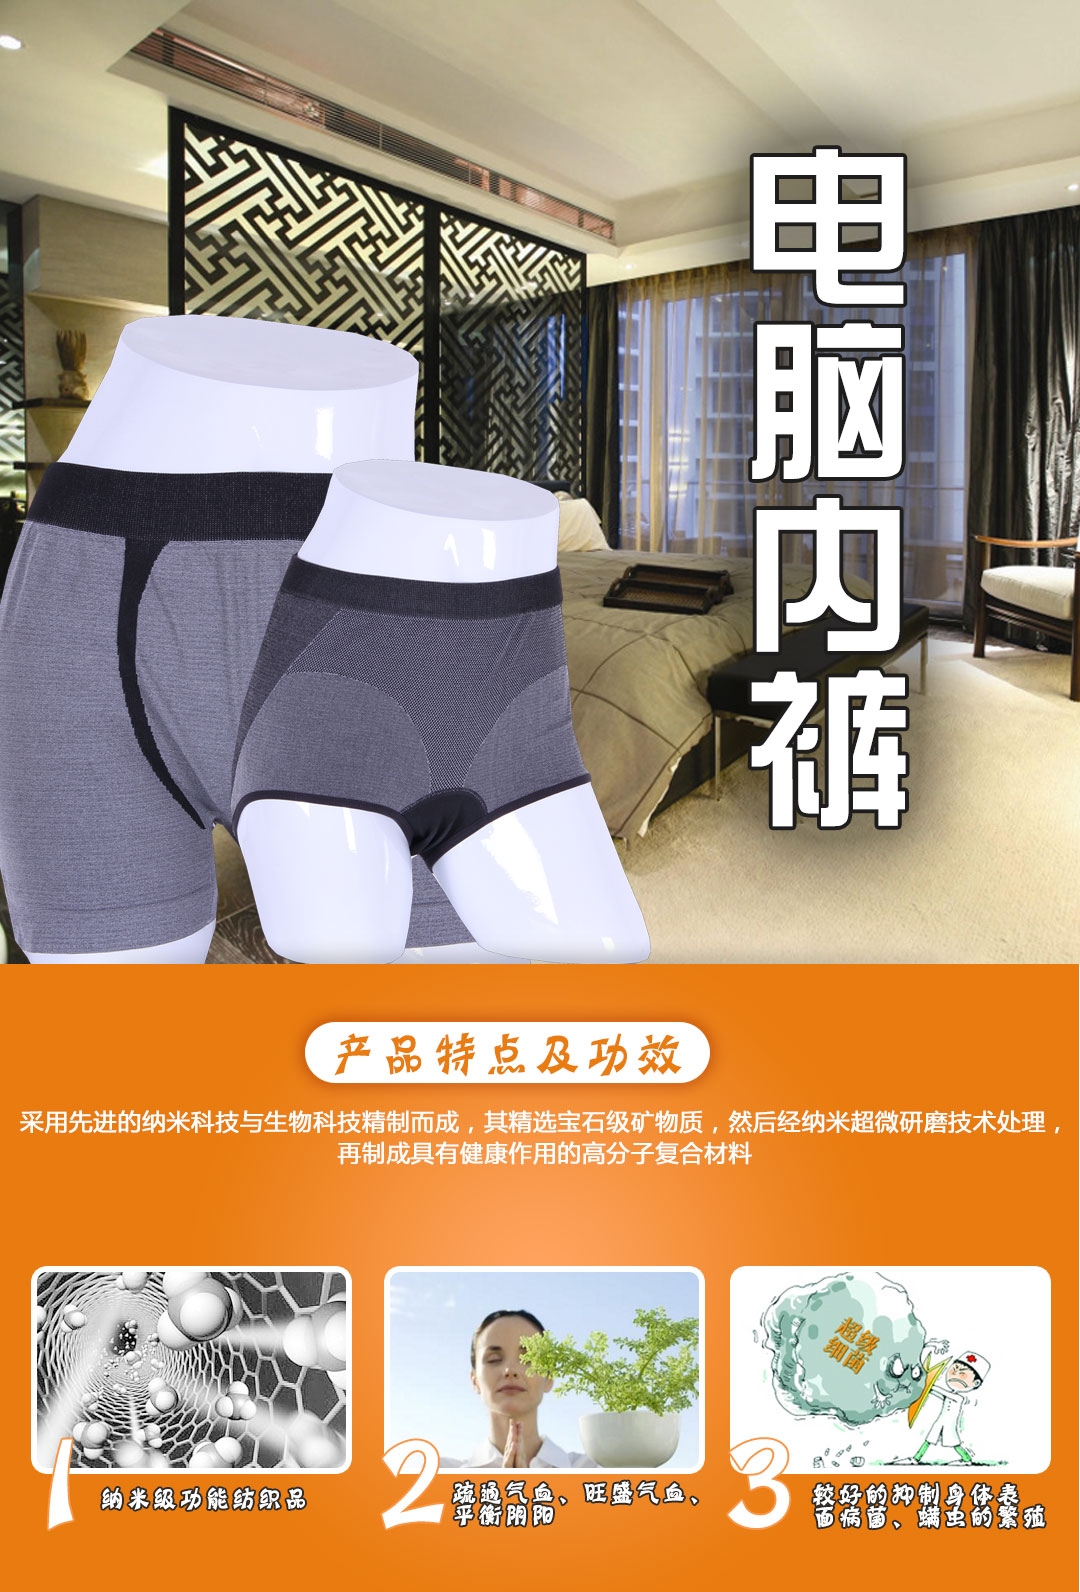 电脑内裤
产品特点及功效
采用先进的纳米科技与生物科技精制而成，其精选宝石级矿物质，然后经纳米超微研磨技术处理，
再制成具有健康作用的高分子复合材料
超级
细菌
1
纳米级功能纺织品
2
疏通气血、旺盛气血、
平衡阴阳
3
较好的抑制身体表
面病菌、螨虫的繁殖